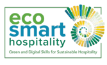 eco
smart
hospitality
Green and Digital Skills for Sustainable Hospitality